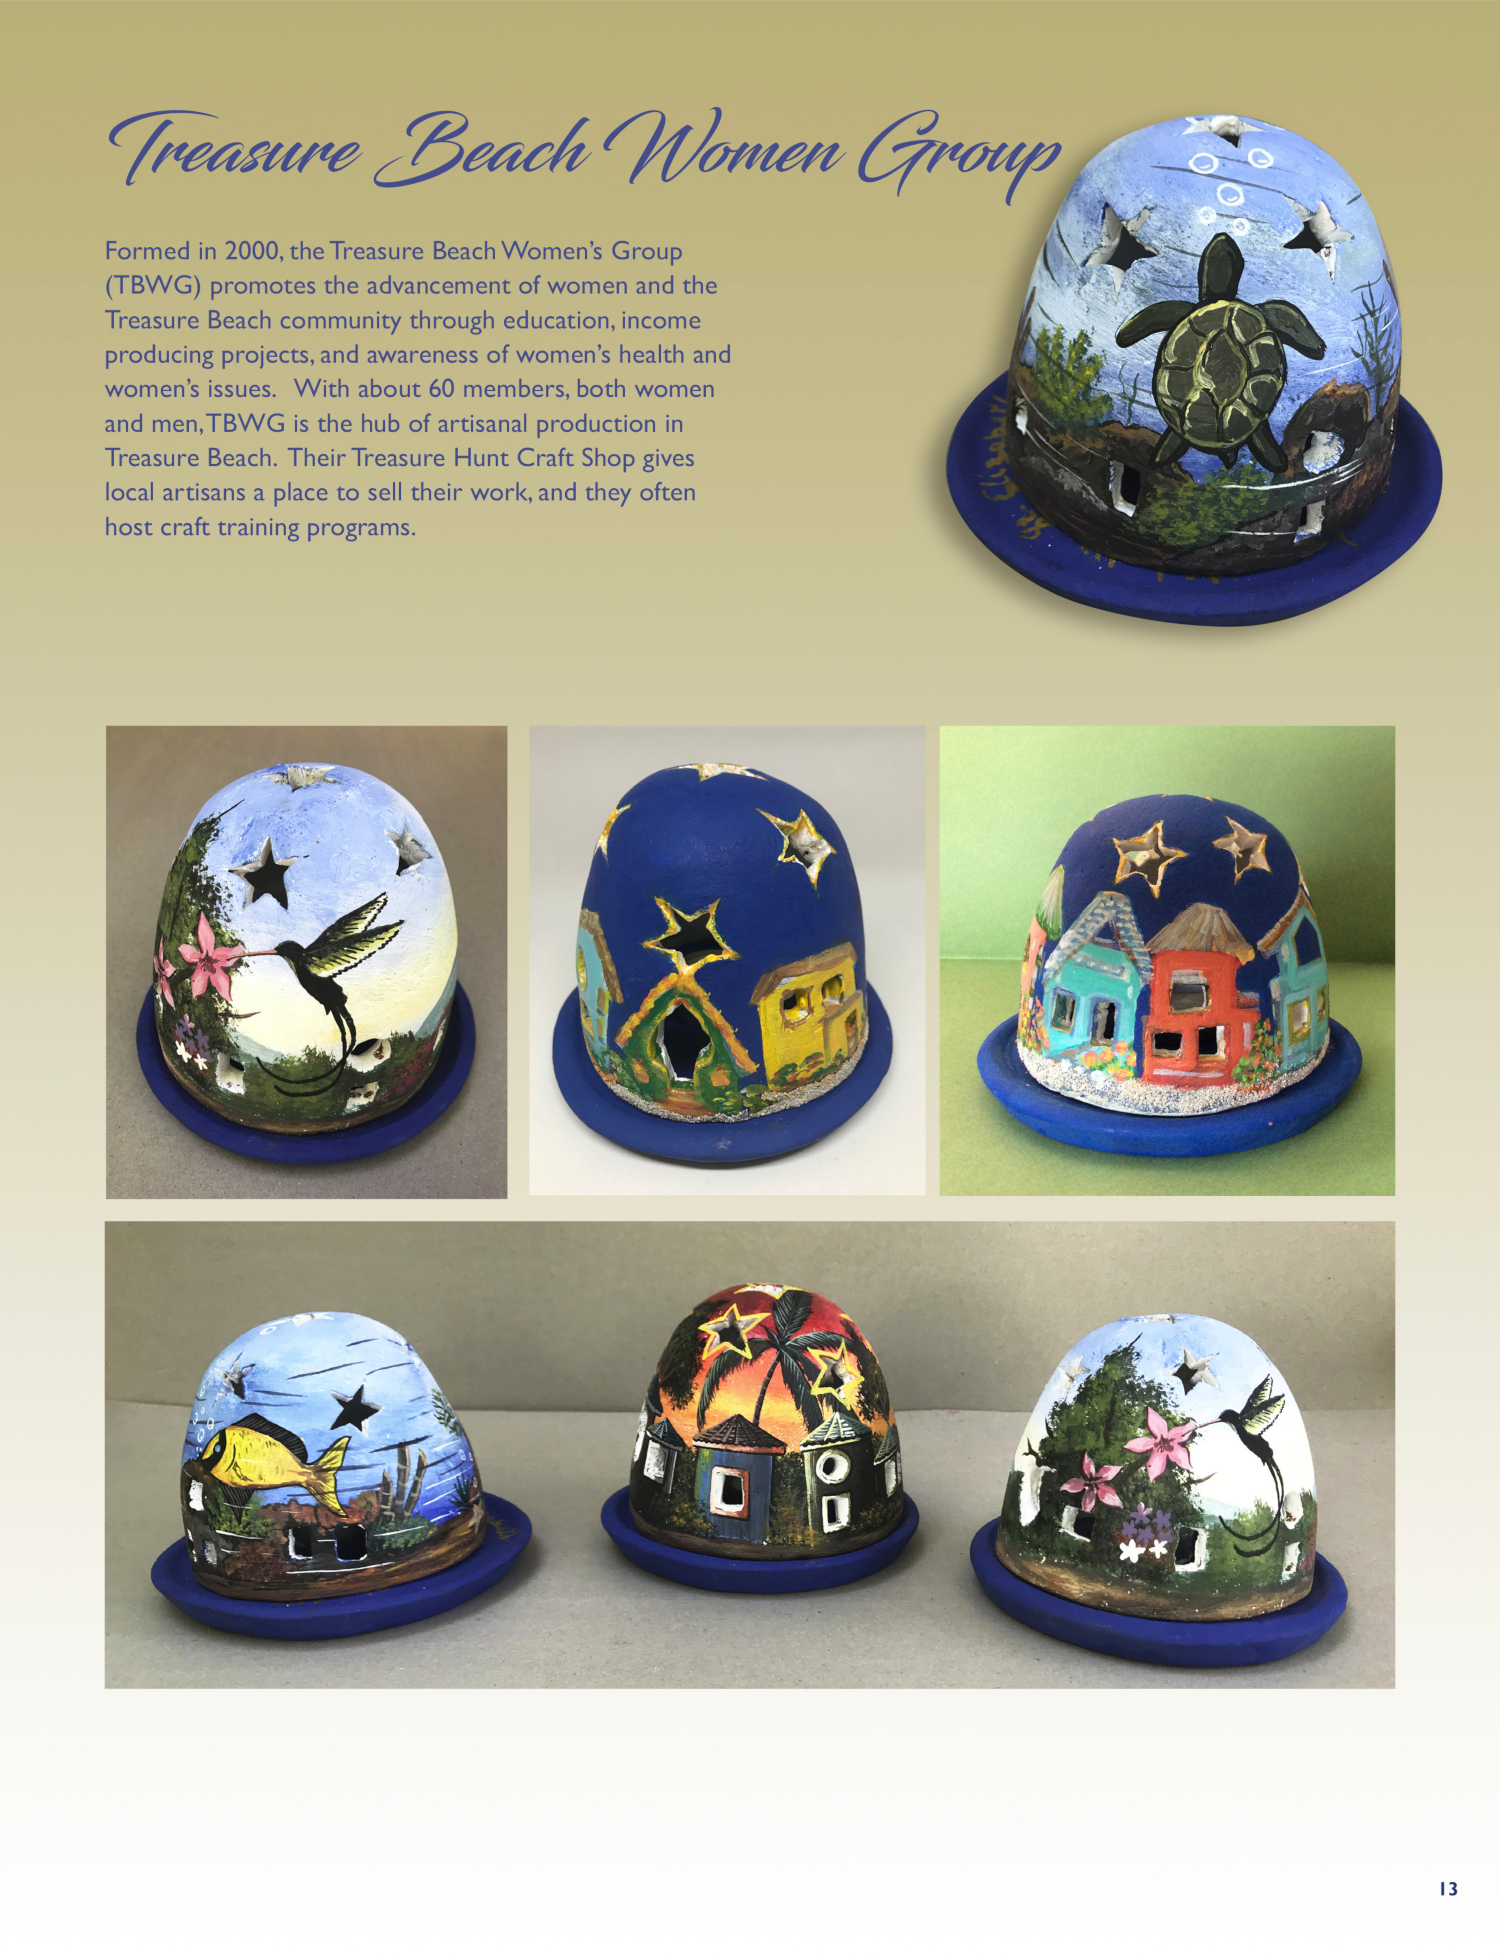 Treasure Beach Women Group
Formed in 2000, the Treasure Beach Women's Group
(TBWG) promotes the advancement of women and the
Treasure Beach community through education, income
producing projects, and awareness of women's health and
women's issues.  With about 60 members, both women
and men, TBWG is the hub of artisanal production in
Treasure Beach.  Their Treasure Hunt Craft Shop gives
local artisans a place to sell their work, and they often
host craft training programs.
St. Elizabeth
13